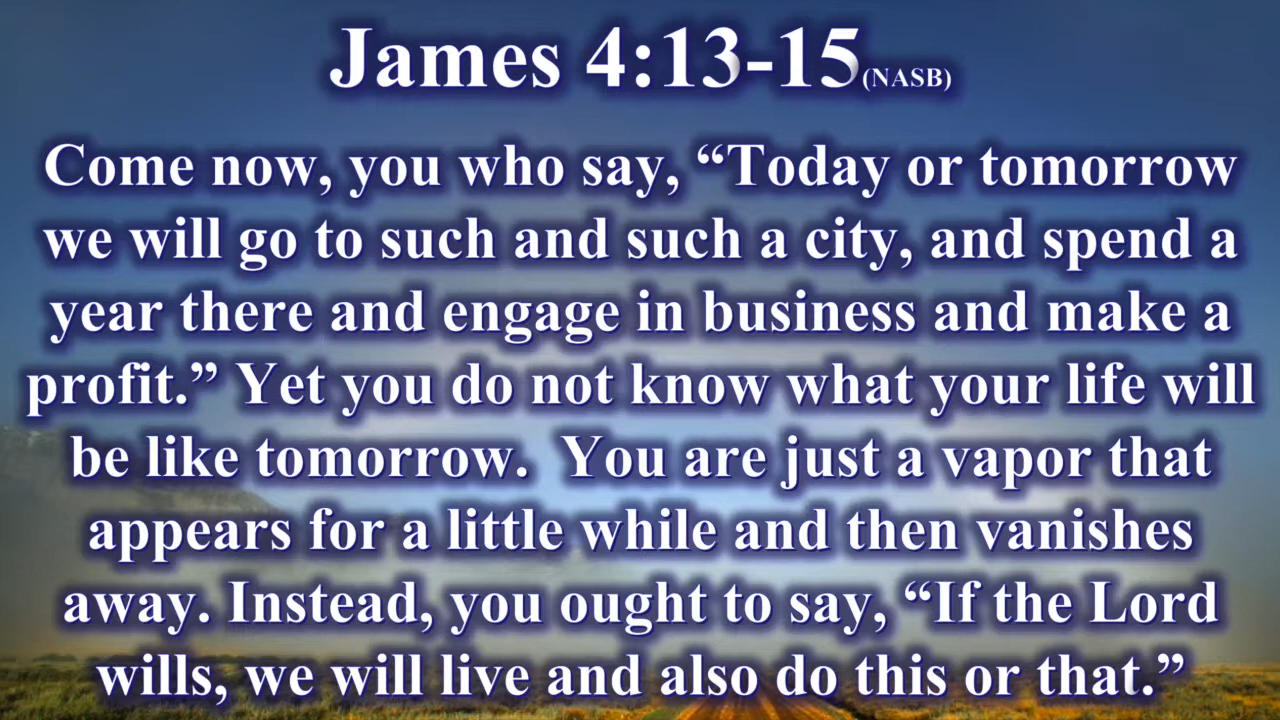 James 4:13-15(NASB)
Come now, you who say, “Today or tomorrow
we will go to such and such a city, and spend a
year there and engage in business and make a
profit.” Yet you do not know what your life will
be like tomorrow.  You are just a vapor that
appears for a little while and then vanishes
away. Instead, you ought to say, “If the Lord
wills, we will live and also do this or that.”